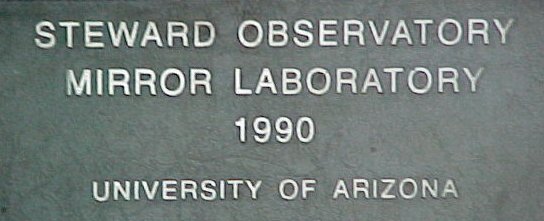 STEWARD OBSERVATORY
MIRROR LABORATORY
1990
UNIVERSITY OF ARIZONA